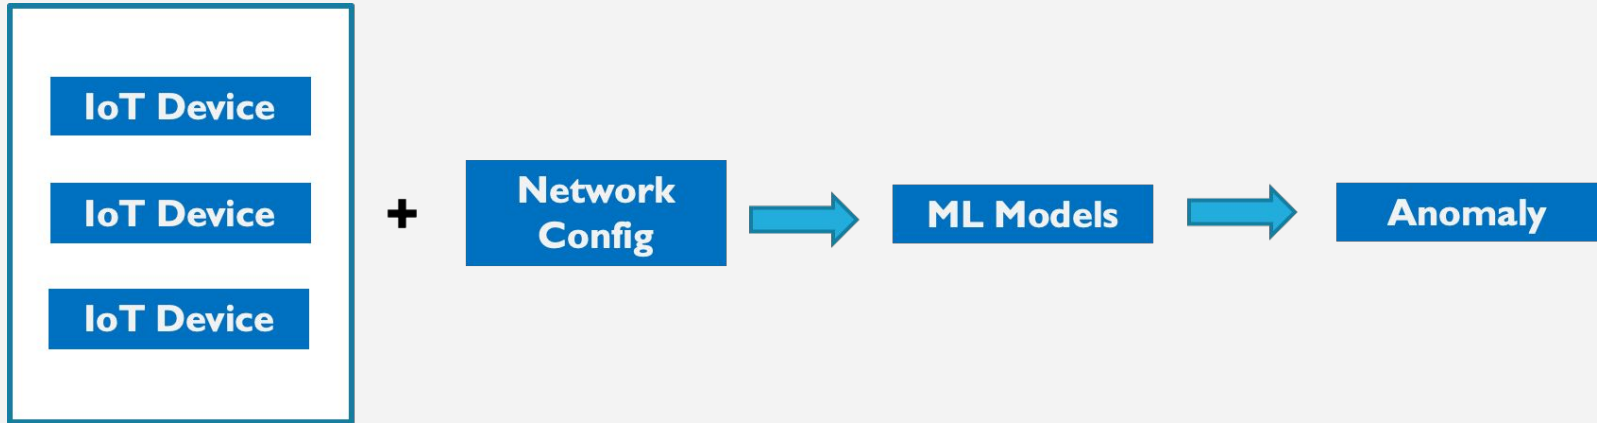 IoT Device
IoT Device
IoT Device
+
Network
Config
ML Models
Anomaly